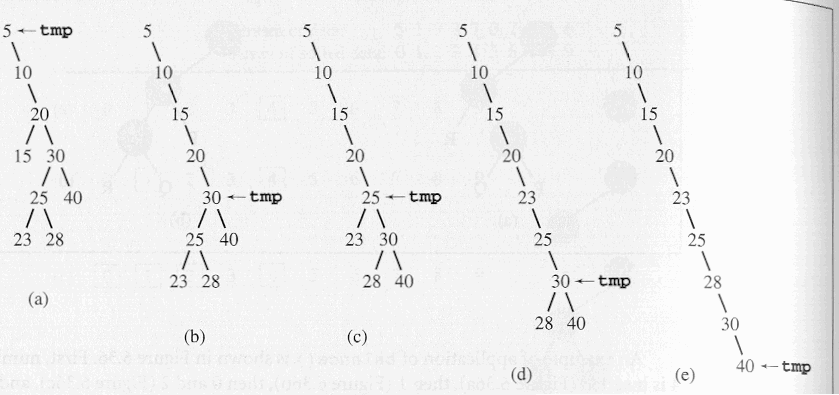 5 ← tmp 5 5 5 5
10 10 10 10 10
20 15 15 15 15
15 30 20 20 20 20
25 40 30 ← tmp 25 ← tmp 23 23
23 28 25 40 23 30 25 25
23 28 28 40 30 ← tmp 28
(a)
28 40 30
(b) (c)
40 ← tmp
(d) (e)